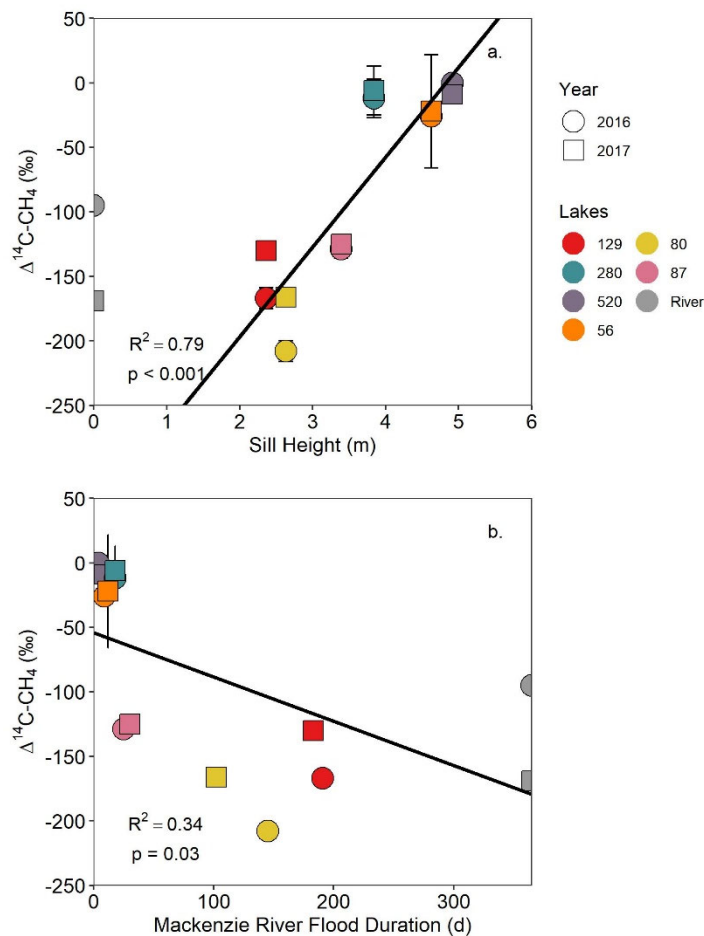 50
0
-50
-100
-150
-200
-250
Δ¹⁴C-CH₄ (‰)
a.
R² = 0.79
p < 0.001
0 1 2 3 4 5 6
Sill Height (m)
Year
2016
2017
Lakes
129 80
280 87
520 River
56
50
0
-50
-100
-150
-200
-250
Δ¹⁴C-CH₄ (‰)
b.
R² = 0.34
p = 0.03
0 100 200 300
Mackenzie River Flood Duration (d)